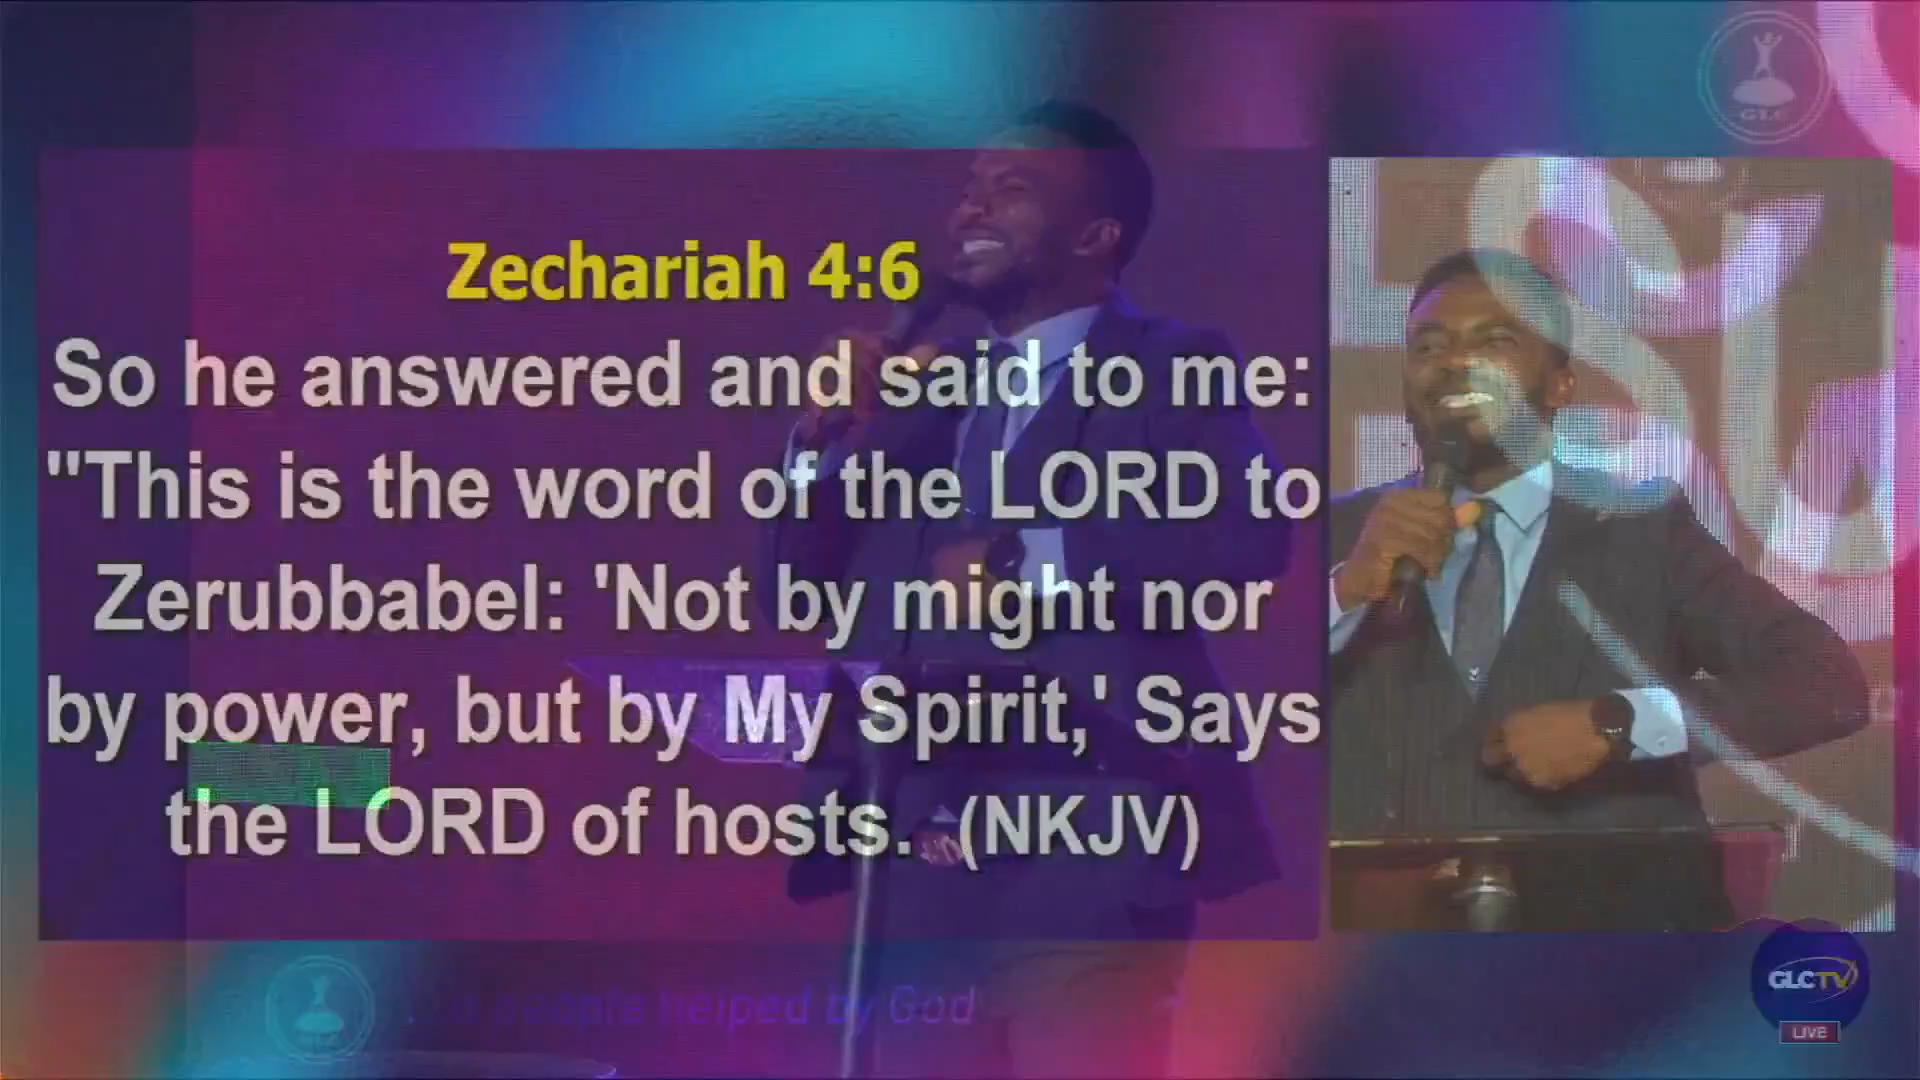 GLC
Zechariah 4:6
So he answered and said to me:
"This is the word of the LORD to
Zerubbabel: 'Not by might nor
by power, but by My Spirit,' Says
the LORD of hosts. (NKJV)
people helped by God
GLCTV
LIVE